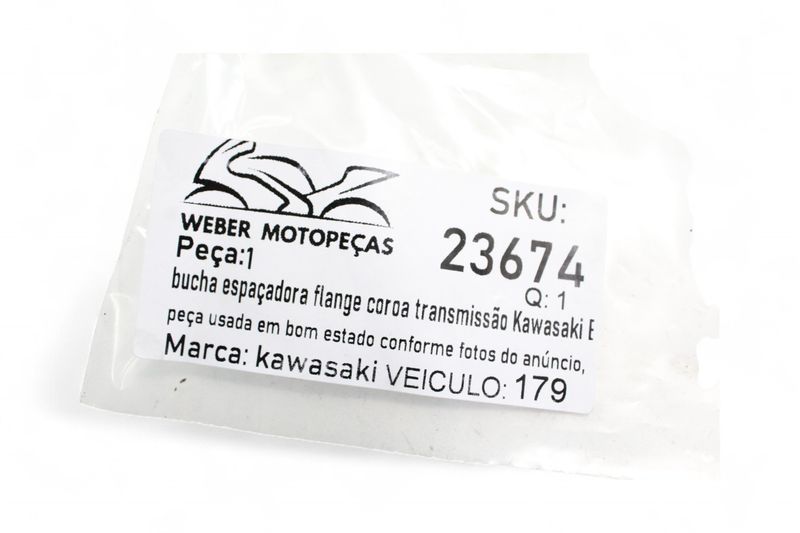 WEBER MOTOPEÇAS
SKU:
23674
Peça:1
Q: 1
bucha espaçadora flange coroa transmissão Kawasaki E
peça usada em bom estado conforme fotos do anúncio,
Marca: kawasaki VEICULO: 179